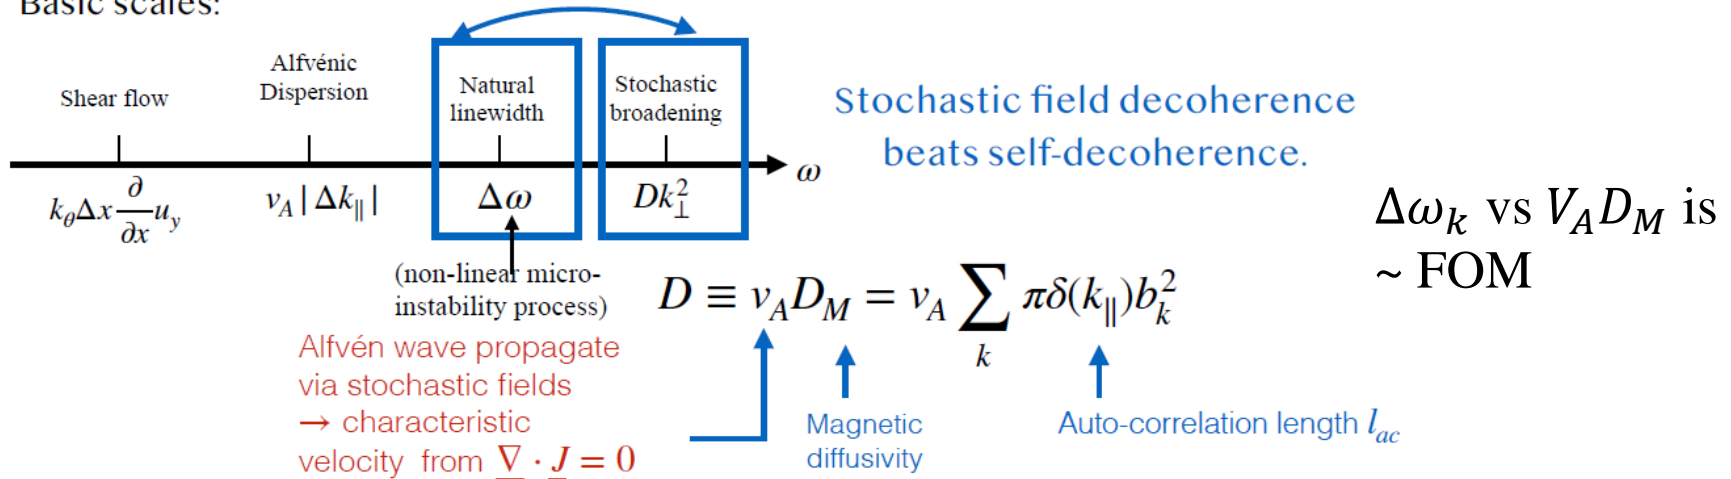 Basic scales:
Alfvénic
Dispersion
Shear flow
Natural
linewidth
Stochastic
broadening
Stochastic field decoherence
beats self-decoherence.
ω
k_θΔx ∂/∂x u_y
v_A|Δk_∥|
Δω
Dk_⊥^2
Δω_k vs V_A D_M is
~ FOM
(non-linear micro-
instability process)
D ≡ v_A D_M = v_A ∑_k πδ(k_∥)b_k^2
Alfvén wave propagate
via stochastic fields
→ characteristic
velocity from ∇ · J = 0
Magnetic
diffusivity
Auto-correlation length l_ac